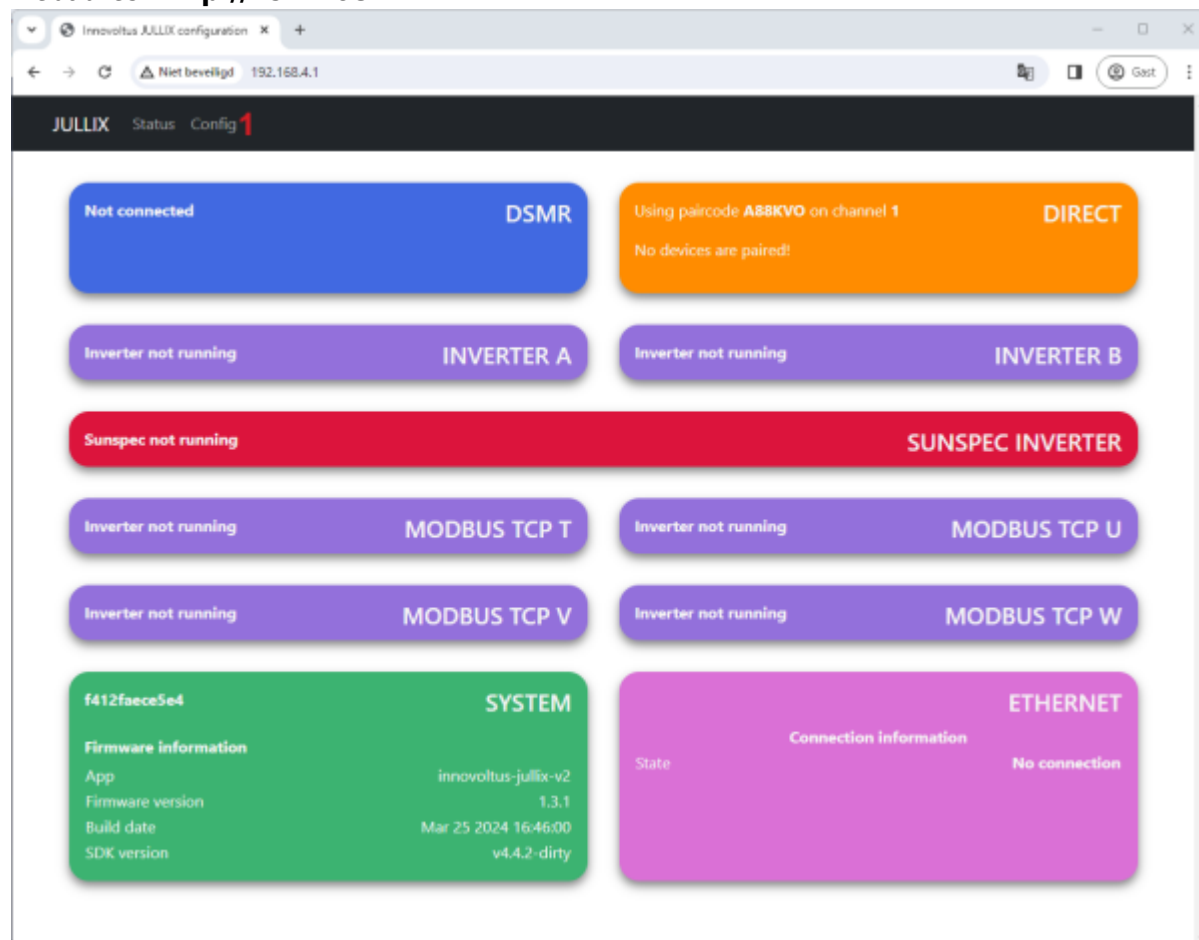 Innovoltus JULLIX configuration
Niet beveiligd 192.168.4.1
Gast
JULLIX Status Config 1
Not connected DSMR
Using paircode A88KVO on channel 1 DIRECT
No devices are paired!
Inverter not running INVERTER A
Inverter not running INVERTER B
Sunspec not running SUNSPEC INVERTER
Inverter not running MODBUS TCP T
Inverter not running MODBUS TCP U
Inverter not running MODBUS TCP V
Inverter not running MODBUS TCP W
f412faece5e4 SYSTEM
Firmware information
App innovoltus-jullix-v2
Firmware version 1.3.1
Build date Mar 25 2024 16:46:00
SDK version v4.4.2-dirty
ETHERNET
Connection information
State No connection